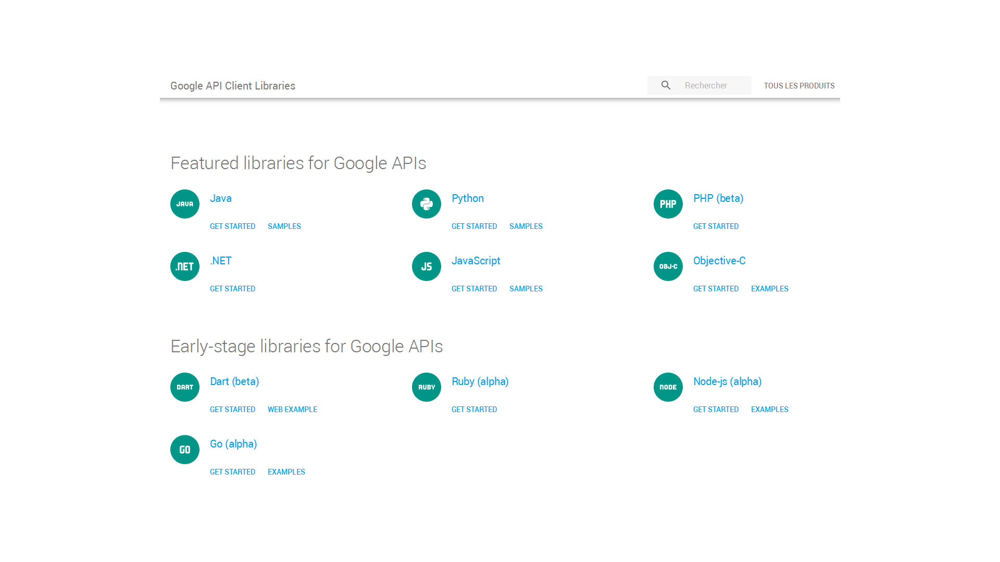 Google API Client Libraries
Rechercher
TOUS LES PRODUITS
Featured libraries for Google APIs
JAVA
Java
GET STARTED SAMPLES
Python
GET STARTED SAMPLES
PHP
PHP (beta)
GET STARTED
.NET
.NET
GET STARTED
JS
JavaScript
GET STARTED SAMPLES
OBJ-C
Objective-C
GET STARTED EXAMPLES
Early-stage libraries for Google APIs
DART
Dart (beta)
GET STARTED WEB EXAMPLE
RUBY
Ruby (alpha)
GET STARTED
NODE
Node-js (alpha)
GET STARTED EXAMPLES
GO
Go (alpha)
GET STARTED EXAMPLES